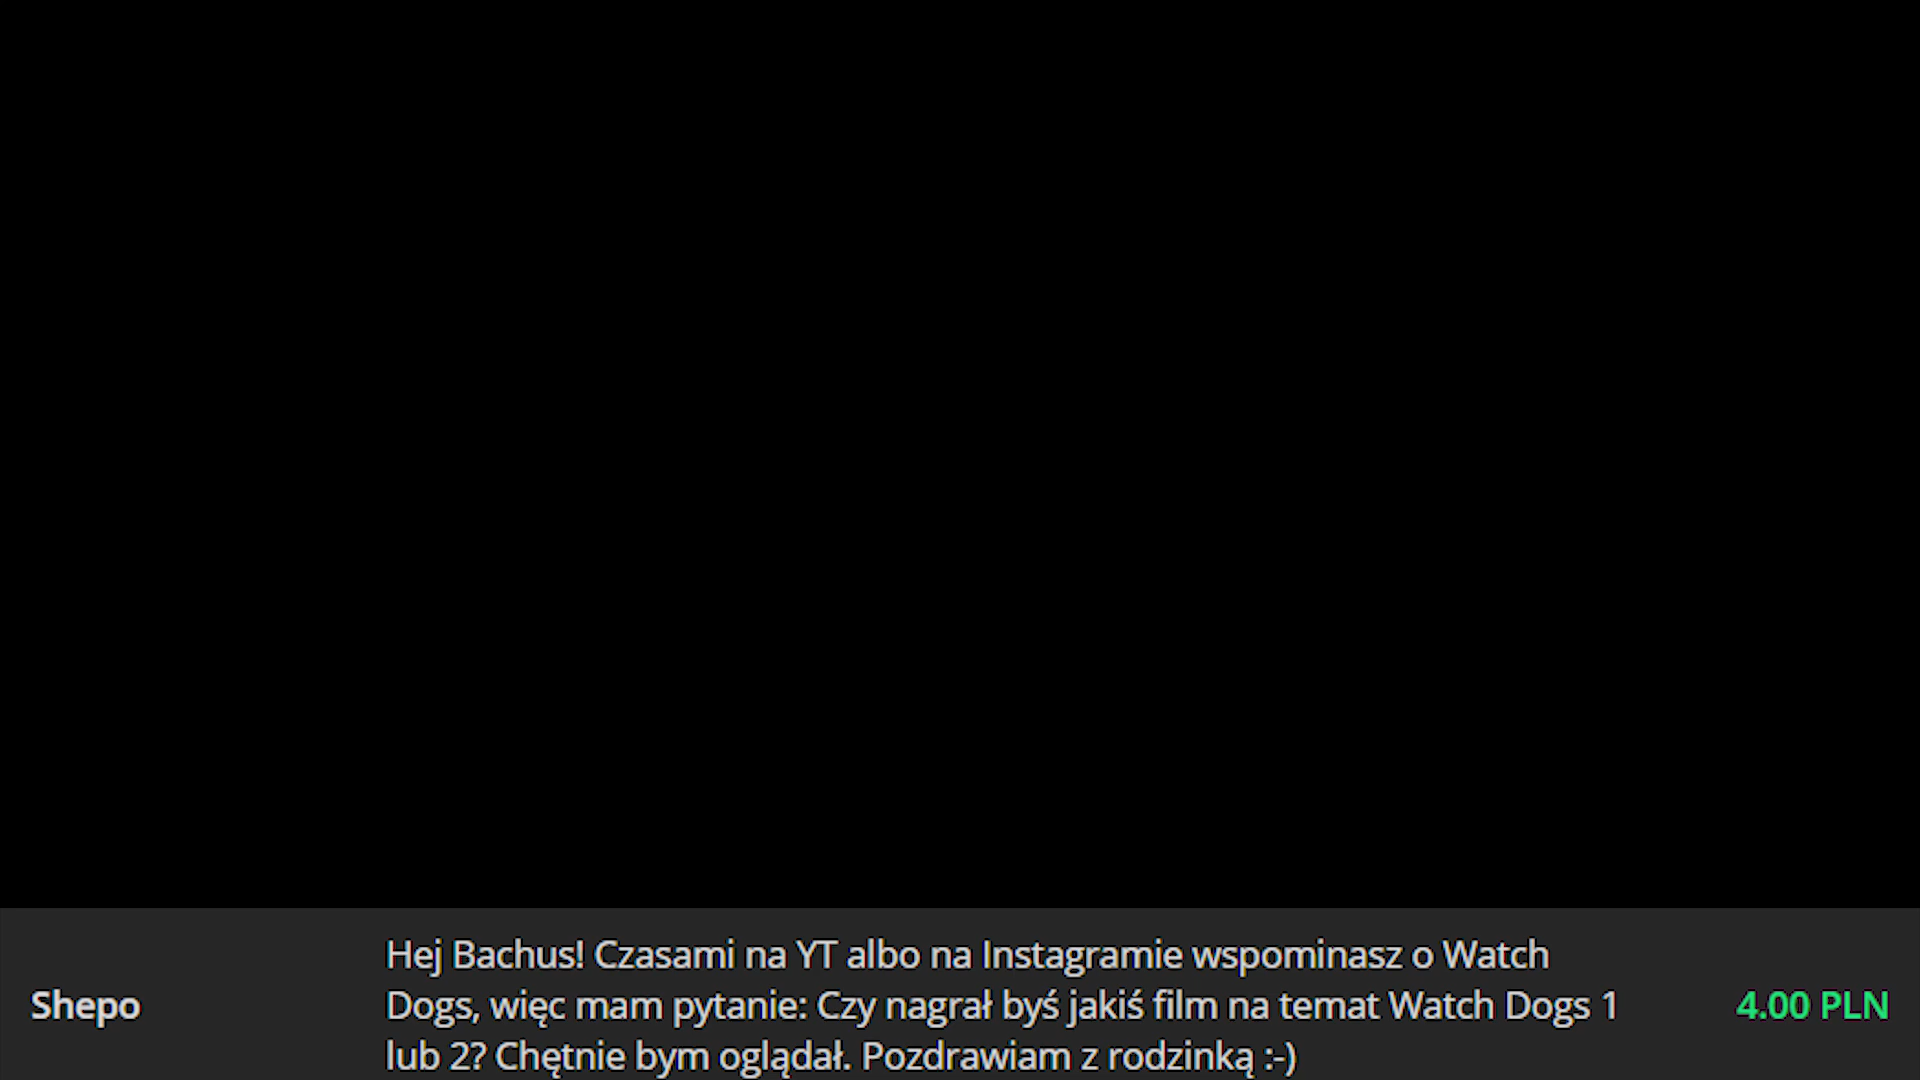 Hej Bachus! Czasami na YT albo na Instagramie wspominasz o Watch
Shepo
Dogs, więc mam pytanie: Czy nagrał byś jakiś film na temat Watch Dogs 1
4.00 PLN
lub 2? Chętnie bym oglądał. Pozdrawiam z rodzinką :-)